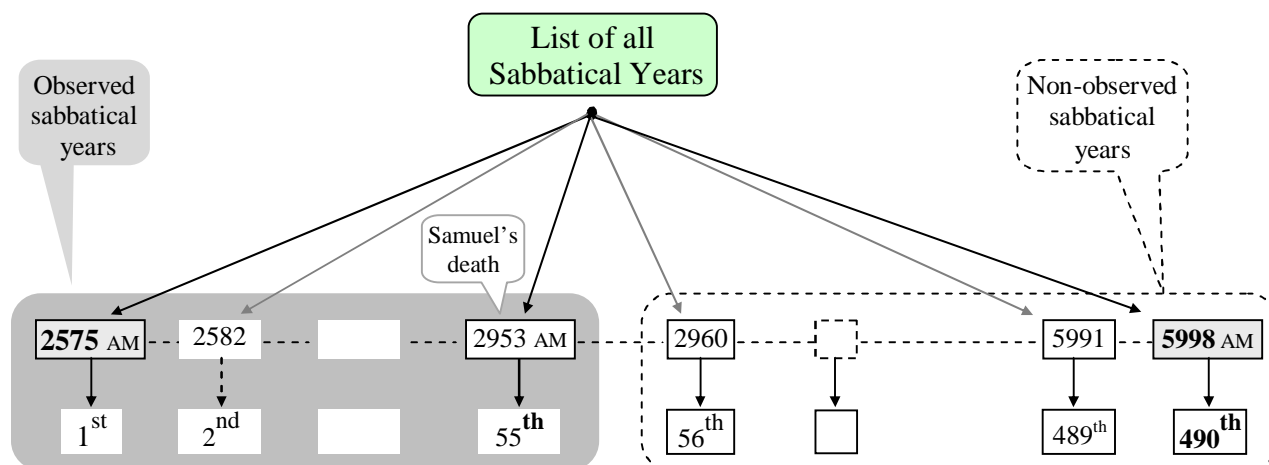 List of all
Sabbatical Years
Observed
sabbatical
years
Non-observed
sabbatical
years
Samuel's
death
2575 AM
2582
2953 AM
2960
5991
5998 AM
1st
2nd
55th
56th
489th
490th